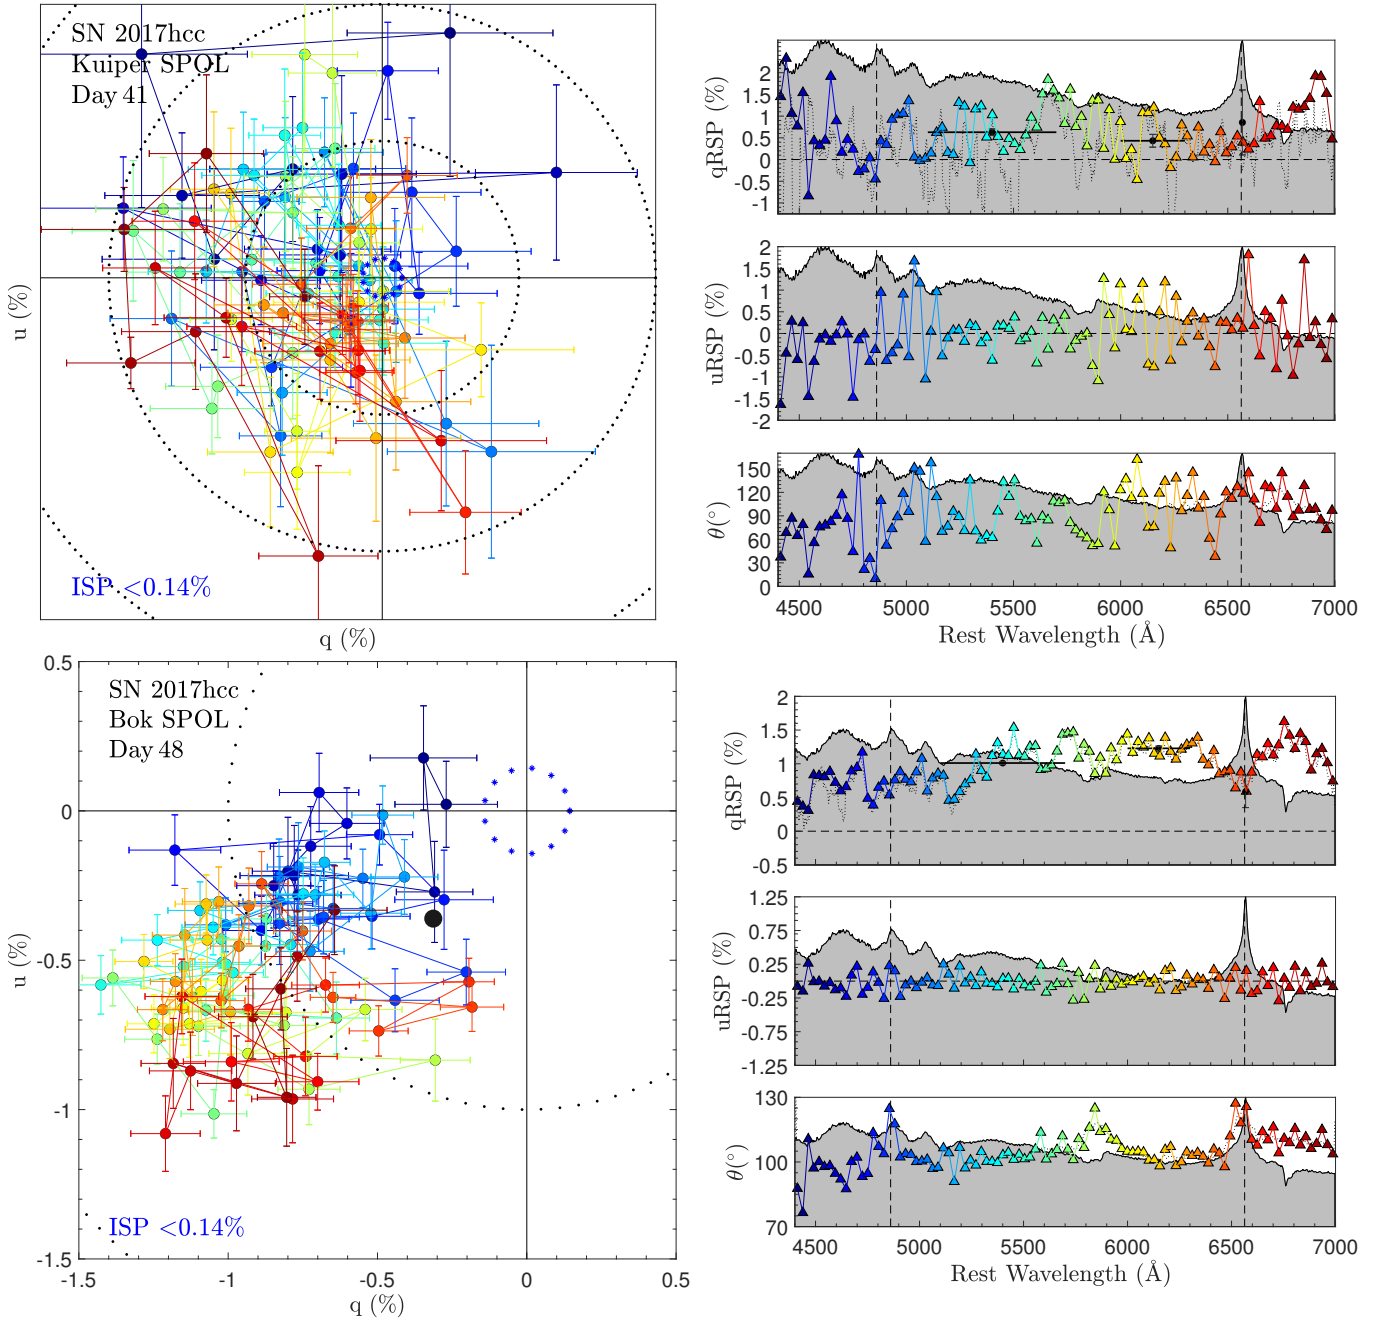 SN 2017hcc
Kuiper SPOL
Day 41
ISP <0.14%
u (%)
q (%)
qRSP (%)
2
1.5
1
0.5
0
-0.5
-1
uRSP (%)
2
1.5
1
0.5
0
-0.5
-1
-1.5
-2
θ(°)
150
120
90
60
30
0
4500 5000 5500 6000 6500 7000
Rest Wavelength (Å)
SN 2017hcc
Bok SPOL
Day 48
ISP <0.14%
u (%)
0.5
0
-0.5
-1
-1.5
-1.5 -1 -0.5 0 0.5
q (%)
qRSP (%)
2
1.5
1
0.5
0
-0.5
uRSP (%)
1.25
0.75
0.25
-0.25
-0.75
-1.25
θ(°)
130
100
70
4500 5000 5500 6000 6500 7000
Rest Wavelength (Å)